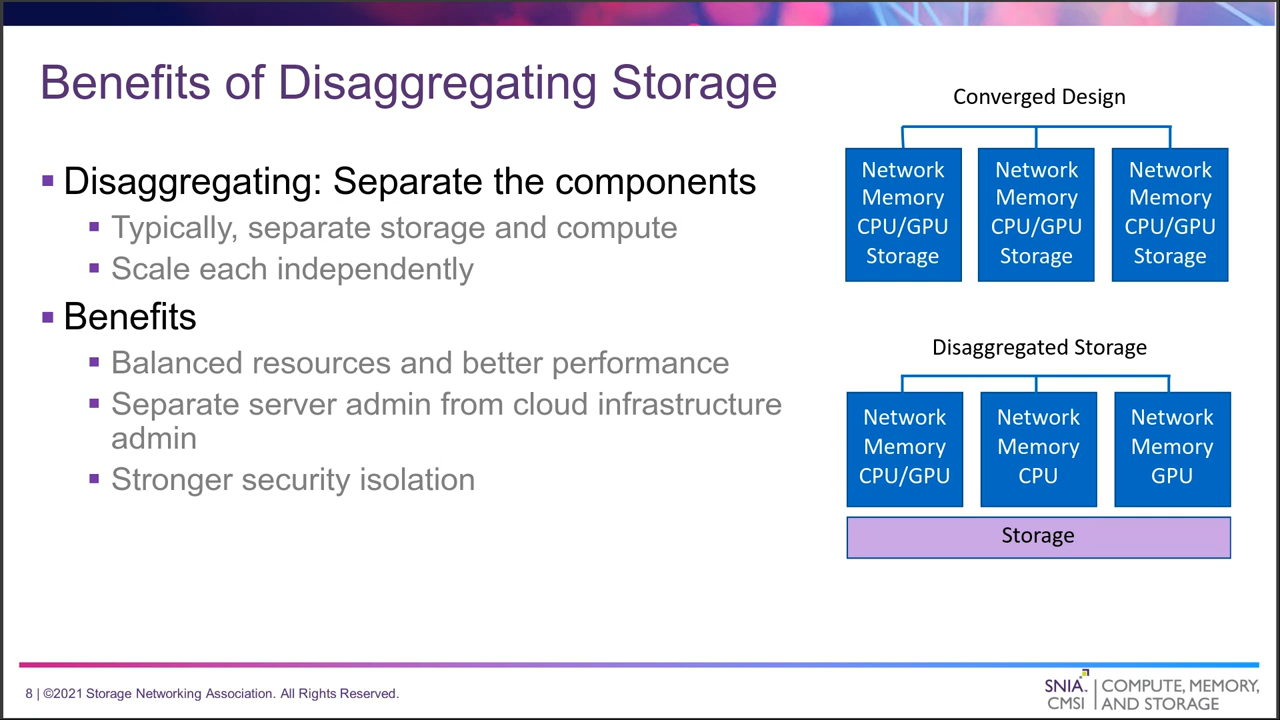 Benefits of Disaggregating Storage
▪ Disaggregating: Separate the components
▪ Typically, separate storage and compute
▪ Scale each independently
▪ Benefits
▪ Balanced resources and better performance
▪ Separate server admin from cloud infrastructure
admin
▪ Stronger security isolation
Converged Design
Network
Memory
CPU/GPU
Storage
Network
Memory
CPU/GPU
Storage
Network
Memory
CPU/GPU
Storage
Disaggregated Storage
Network
Memory
CPU/GPU
Network
Memory
CPU
Network
Memory
GPU
Storage
8 | ©2021 Storage Networking Association. All Rights Reserved.
SNIA.
CMSI
COMPUTE, MEMORY,
AND STORAGE